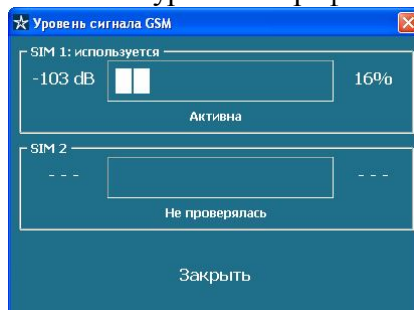 Уровень сигнала GSM
SIM 1: используется
-103 dB 16%
Активна
SIM 2
- - - - - -
Не проверялась
Закрыть